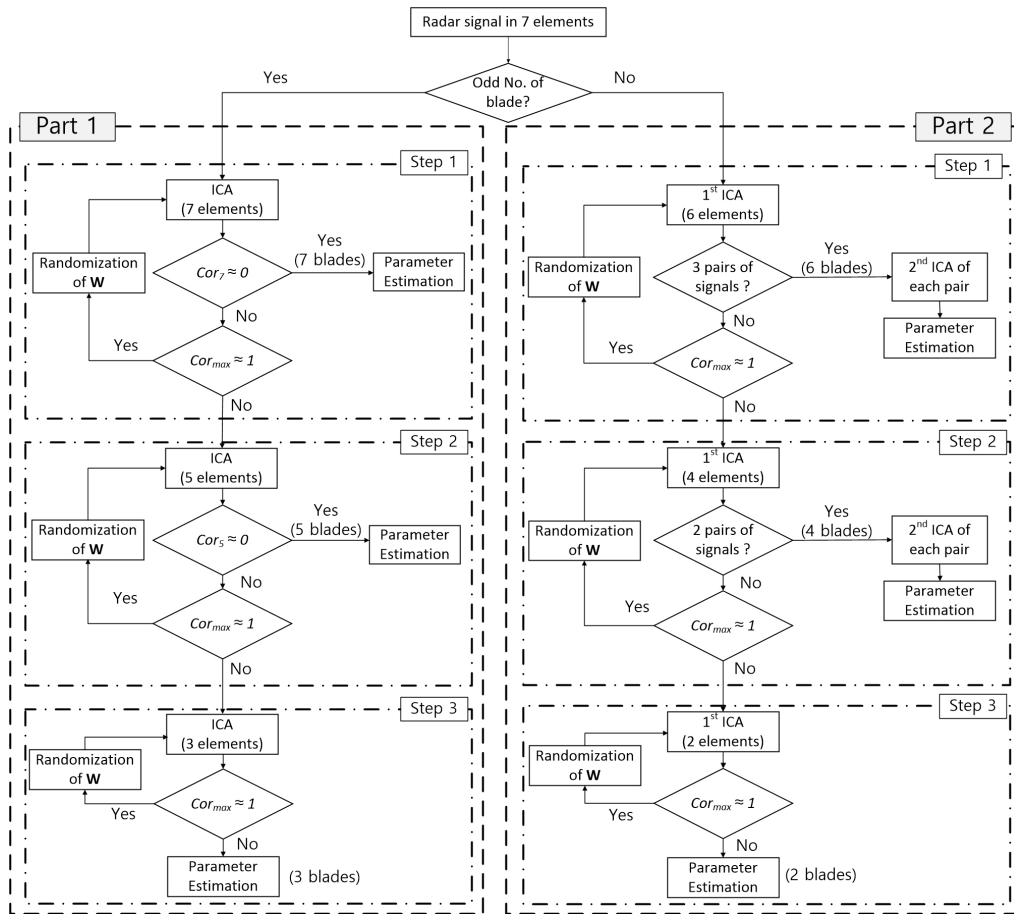 Radar signal in 7 elements
Odd No. of
blade?
Yes
No
Part 1
Step 1
ICA
(7 elements)
Randomization
of W
Cor7 ≈ 0
Yes
(7 blades)
Parameter
Estimation
No
Yes
Cormax ≈ 1
No
Step 2
ICA
(5 elements)
Randomization
of W
Cor5 ≈ 0
Yes
(5 blades)
Parameter
Estimation
No
Yes
Cormax ≈ 1
No
Step 3
ICA
(3 elements)
Randomization
of W
Cormax ≈ 1
Yes
No
Parameter
Estimation
(3 blades)
Part 2
Step 1
1st ICA
(6 elements)
Randomization
of W
3 pairs of
signals ?
Yes
(6 blades)
2nd ICA of
each pair
Parameter
Estimation
No
Yes
Cormax ≈ 1
No
Step 2
1st ICA
(4 elements)
Randomization
of W
2 pairs of
signals ?
Yes
(4 blades)
2nd ICA of
each pair
Parameter
Estimation
No
Yes
Cormax ≈ 1
No
Step 3
1st ICA
(2 elements)
Randomization
of W
Cormax ≈ 1
Yes
No
Parameter
Estimation
(2 blades)